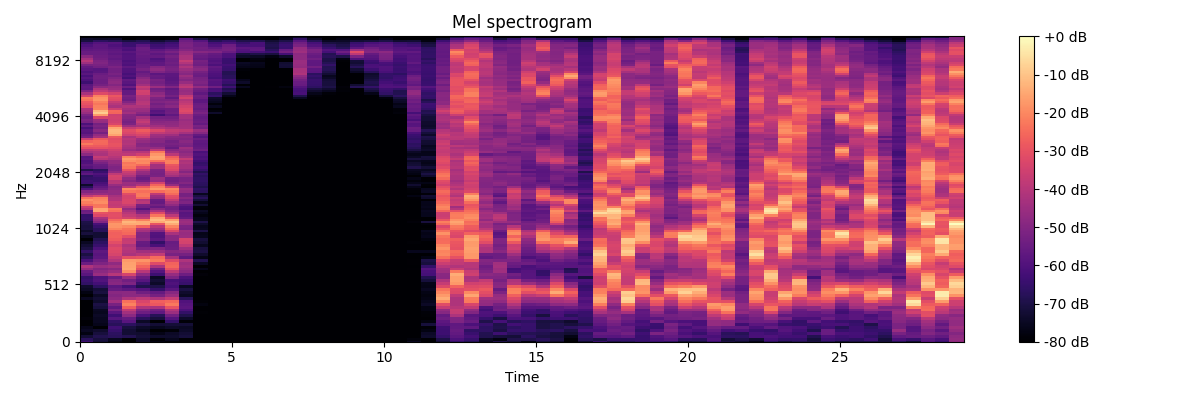 Mel spectrogram
8192
4096
2048
1024
512
0
Hz
0 5 10 15 20 25
Time
+0 dB
-10 dB
-20 dB
-30 dB
-40 dB
-50 dB
-60 dB
-70 dB
-80 dB